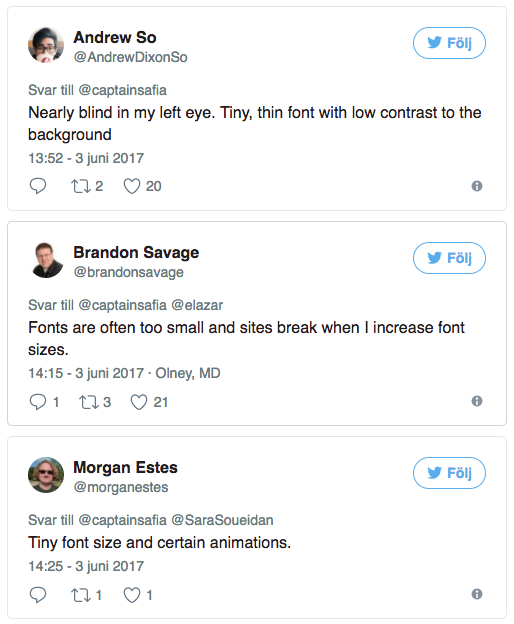 Andrew So
@AndrewDixonSo
Följ
Svar till @captainsafia
Nearly blind in my left eye. Tiny, thin font with low contrast to the
background
13:52 - 3 juni 2017
2 20
Brandon Savage
@brandonsavage
Följ
Svar till @captainsafia @elazar
Fonts are often too small and sites break when I increase font
sizes.
14:15 - 3 juni 2017 · Olney, MD
1 3 21
Morgan Estes
@morganestes
Följ
Svar till @captainsafia @SaraSoueidan
Tiny font size and certain animations.
14:25 - 3 juni 2017
1 1